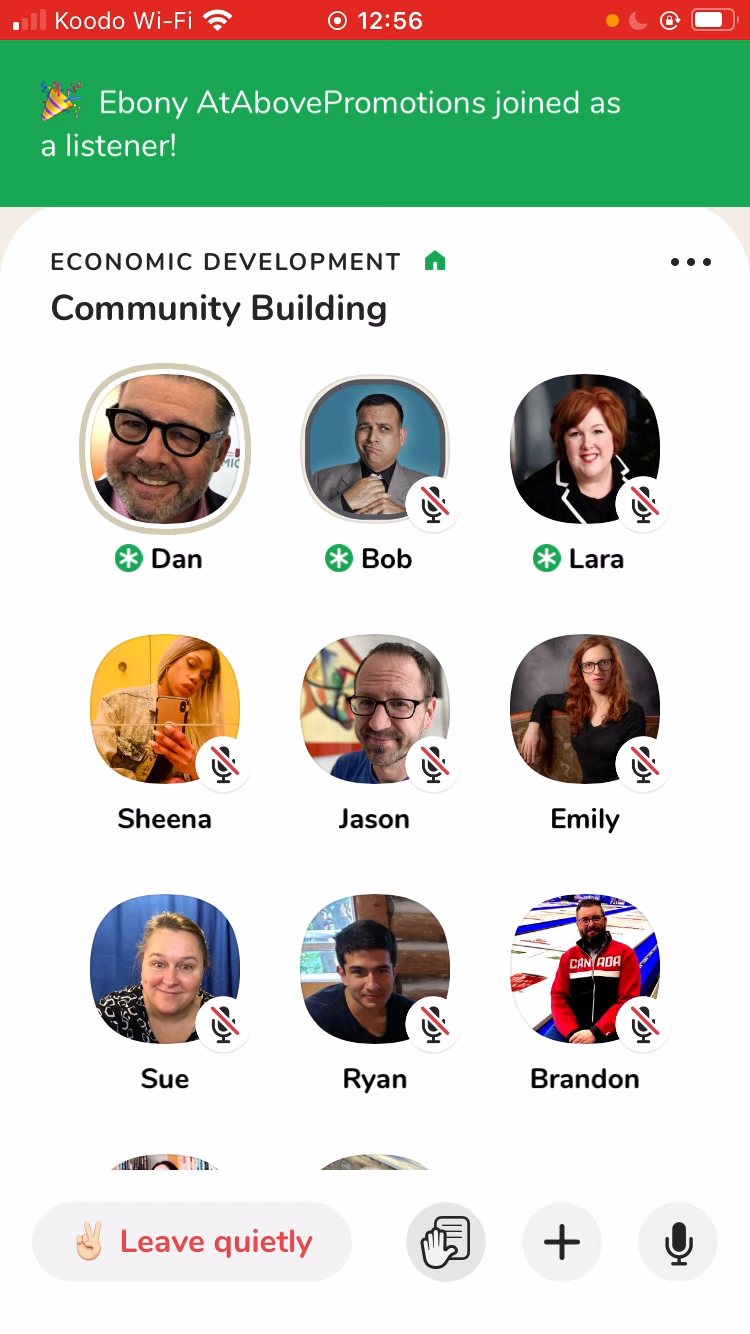 Koodo Wi-Fi 12:56
🎉 Ebony AtAbovePromotions joined as
a listener!
ECONOMIC DEVELOPMENT
Community Building
Dan Bob Lara
Sheena Jason Emily
CANADA
Sue Ryan Brandon
✌🏻 Leave quietly